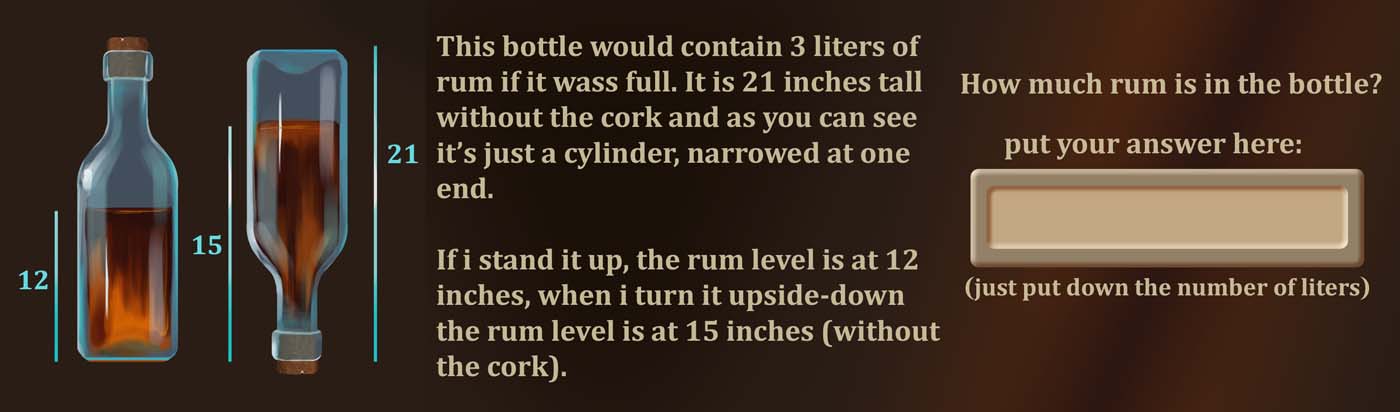 12
15
21
This bottle would contain 3 liters of
rum if it wass full. It is 21 inches tall
without the cork and as you can see
it’s just a cylinder, narrowed at one
end.
If i stand it up, the rum level is at 12
inches, when i turn it upside-down
the rum level is at 15 inches (without
the cork).
How much rum is in the bottle?
put your answer here:
(just put down the number of liters)